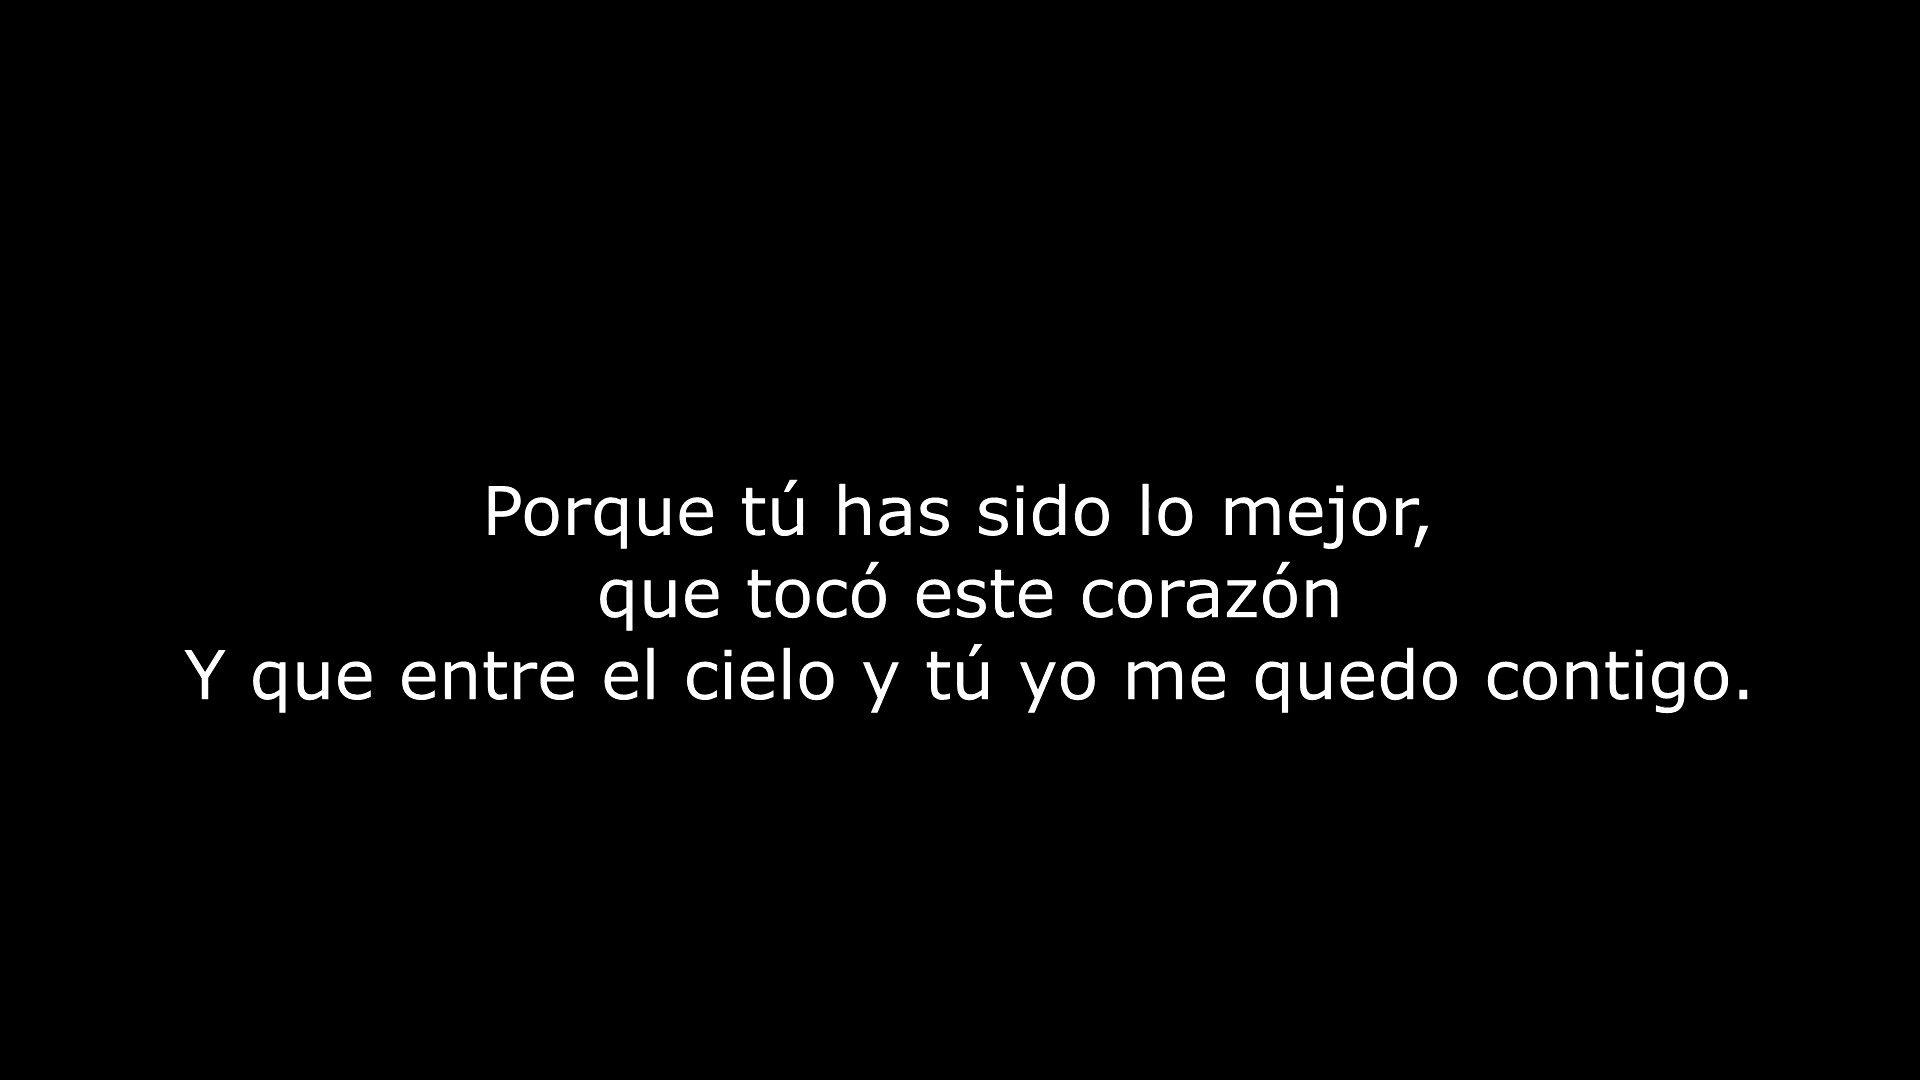 Porque tú has sido lo mejor,
que tocó este corazón
Y que entre el cielo y tú yo me quedo contigo.